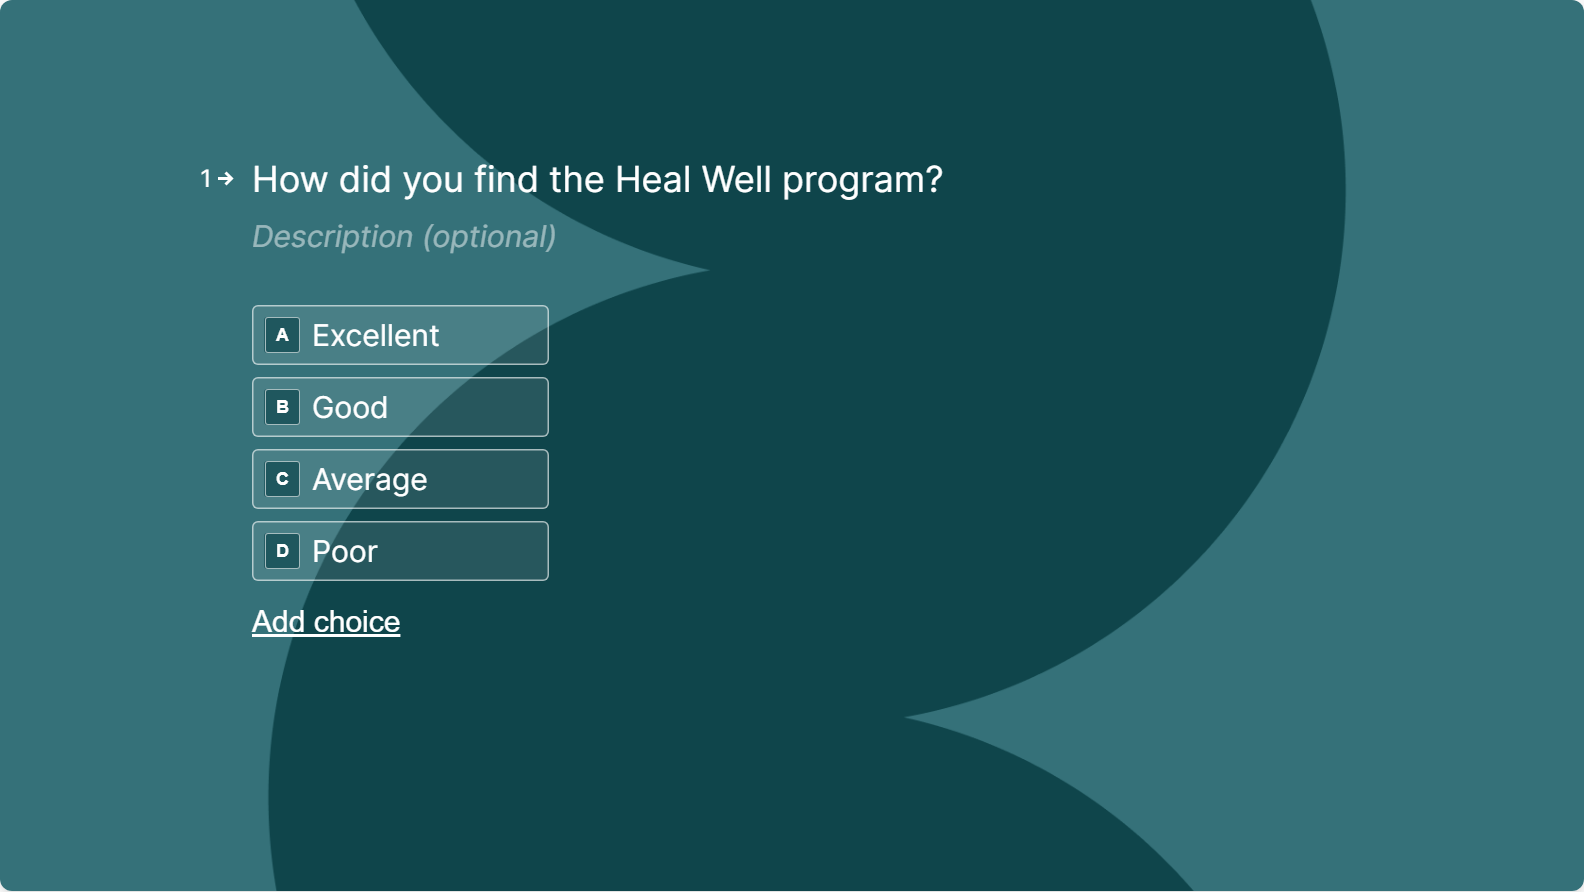 1→ How did you find the Heal Well program?
Description (optional)
A Excellent
B Good
C Average
D Poor
Add choice